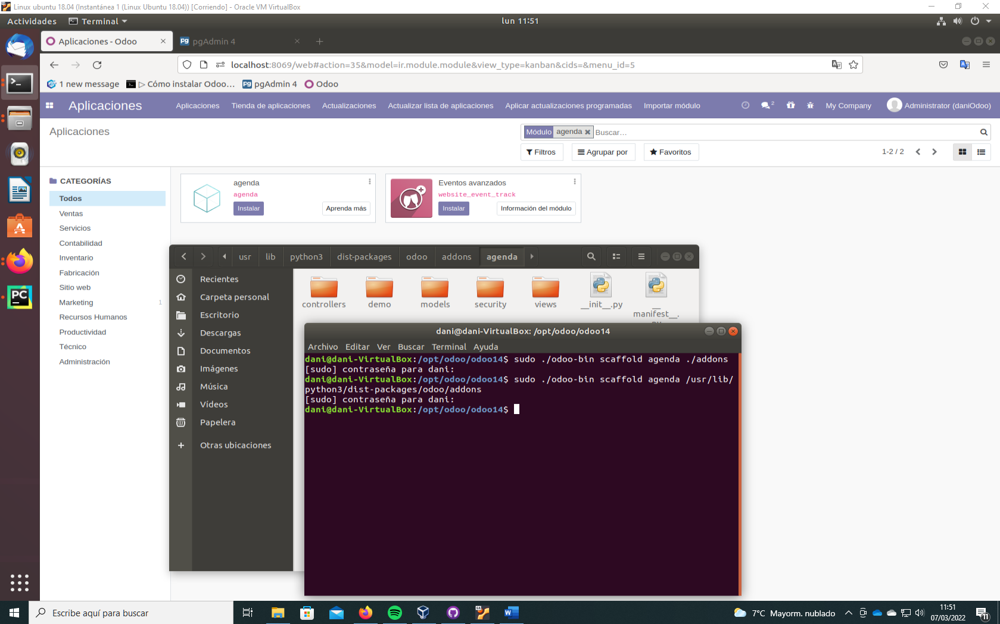 Linux ubuntu 18.04 (Instantánea 1 (Linux Ubuntu 18.04)) [Corriendo] - Oracle VM VirtualBox
Actividades
Terminal
lun 11:51
Aplicaciones - Odoo
pgAdmin 4
localhost:8069/web#action=35&model=ir.module.module&view_type=kanban&cids=&menu_id=5
1 new message
Cómo instalar Odoo…
pgAdmin 4
Odoo
Aplicaciones
Aplicaciones
Tienda de aplicaciones
Actualizaciones
Actualizar lista de aplicaciones
Aplicar actualizaciones programadas
Importar módulo
2
My Company
Administrator (daniOdoo)
Aplicaciones
Módulo
agenda
Buscar...
Filtros
Agrupar por
Favoritos
1-2 / 2
CATEGORÍAS
Todos
Ventas
Servicios
Contabilidad
Inventario
Fabricación
Sitio web
Marketing 1
Recursos Humanos
Productividad
Técnico
Administración
agenda
agenda
Instalar
Aprenda más
Eventos avanzados
website_event_track
Instalar
Información del módulo
usr
lib
python3
dist-packages
odoo
addons
agenda
Recientes
Carpeta personal
Escritorio
Descargas
Documentos
Imágenes
Música
Vídeos
Papelera
Otras ubicaciones
controllers
demo
models
security
views
__init__.py
__
manifest__.
py
dani@dani-VirtualBox: /opt/odoo/odoo14
Archivo Editar Ver Buscar Terminal Ayuda
dani@dani-VirtualBox:/opt/odoo/odoo14$ sudo ./odoo-bin scaffold agenda ./addons
[sudo] contraseña para dani:
dani@dani-VirtualBox:/opt/odoo/odoo14$ sudo ./odoo-bin scaffold agenda /usr/lib/
python3/dist-packages/odoo/addons
[sudo] contraseña para dani:
dani@dani-VirtualBox:/opt/odoo/odoo14$
Escribe aquí para buscar
7°C Mayorm. nublado
11:51
07/03/2022
11